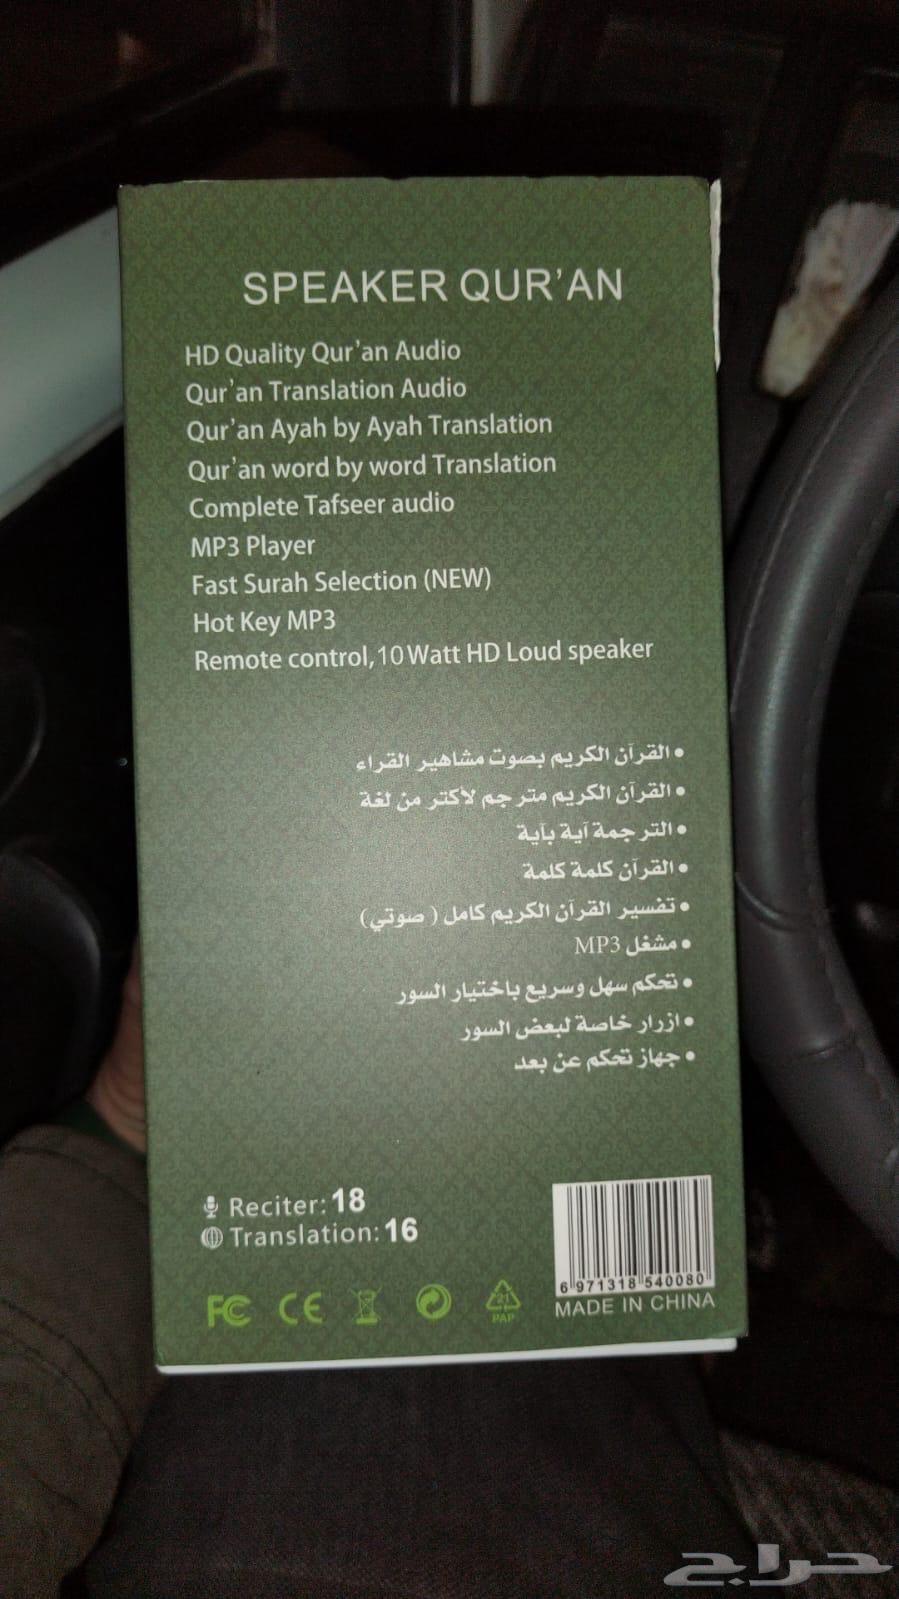 SPEAKER QUR'AN
HD Quality Qur'an Audio
Qur'an Translation Audio
Qur'an Ayah by Ayah Translation
Qur'an word by word Translation
Complete Tafseer audio
MP3 Player
Fast Surah Selection (NEW)
Hot Key MP3
Remote control,10Watt HD Loud speaker
• القرآن الكريم بصوت مشاهير القراء
• القرآن الكريم مترجم لأكثر من لغة
• الترجمة آية بآية
• القرآن كلمة كلمة
• تفسير القرآن الكريم كامل ( صوتي )
• مشغل MP3
• تحكم سهل وسريع باختيار السور
• ازرار خاصة لبعض السور
• جهاز تحكم عن بعد
Reciter: 18
Translation: 16
6 971318 540080
MADE IN CHINA
FC CE 21 PAP
حراج